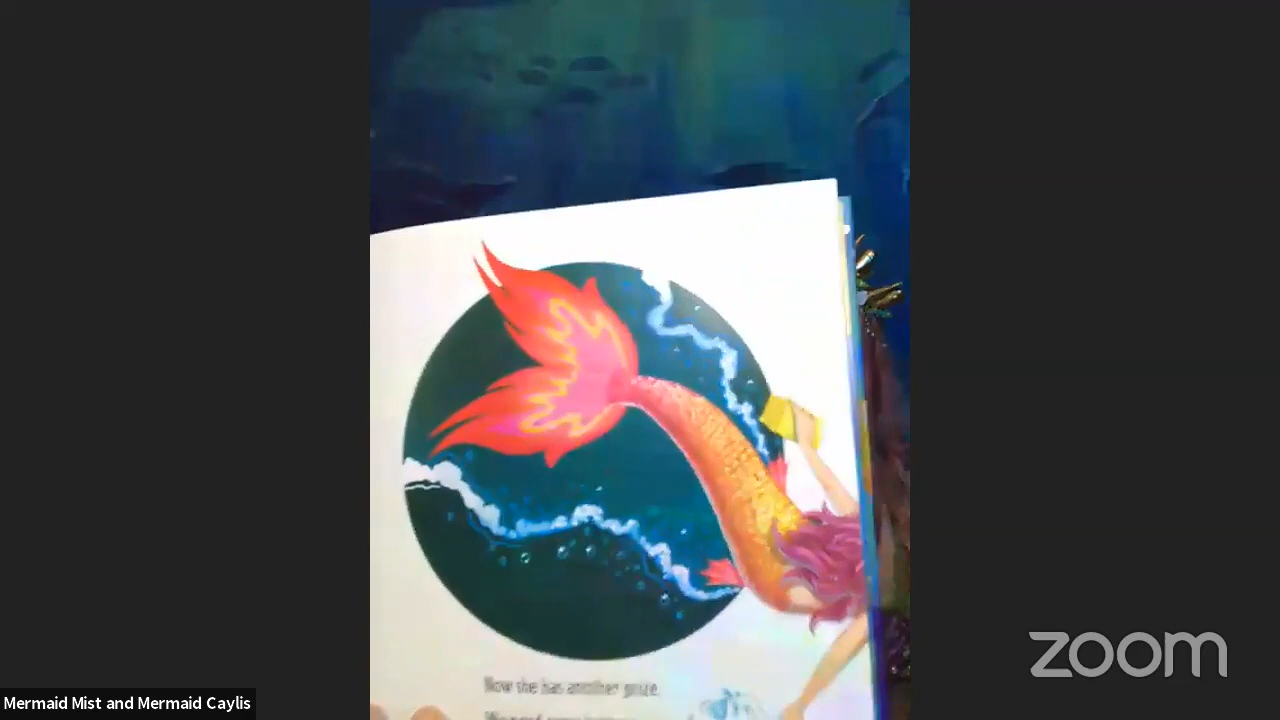 Now she has another prize.
zoom
Mermaid Mist and Mermaid Caylis